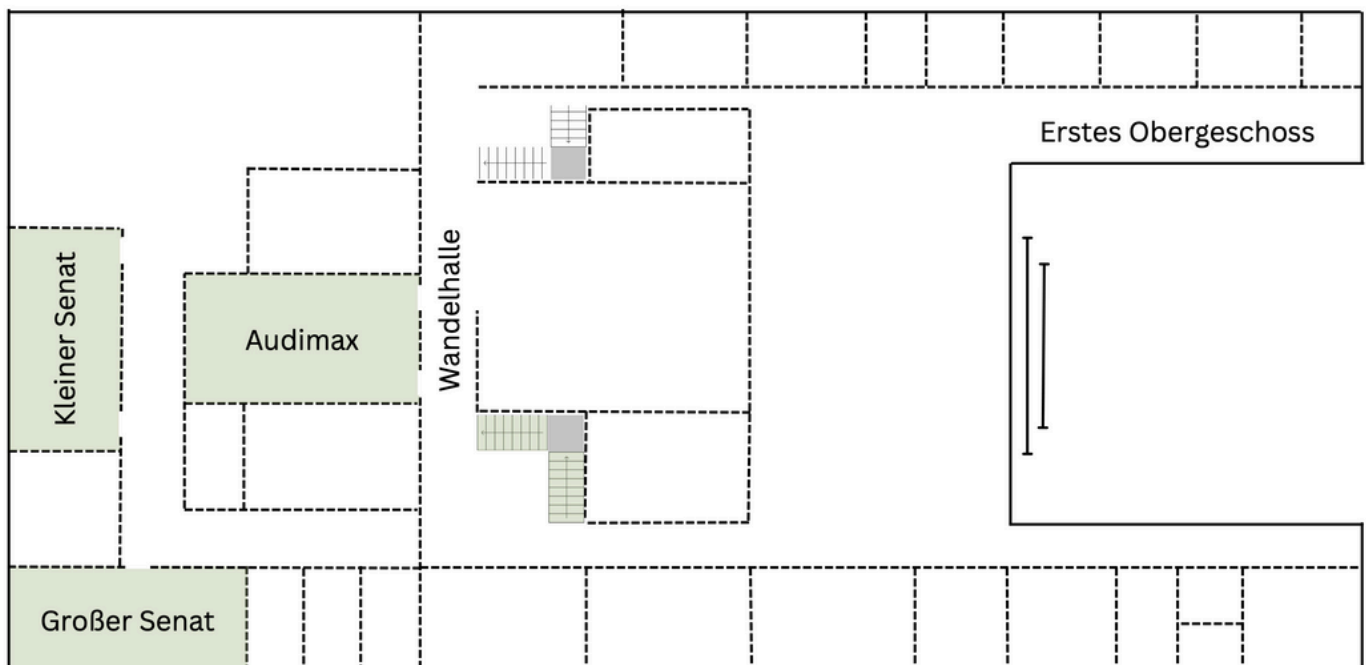 Erstes Obergeschoss
Kleiner Senat
Audimax
Wandelhalle
Großer Senat